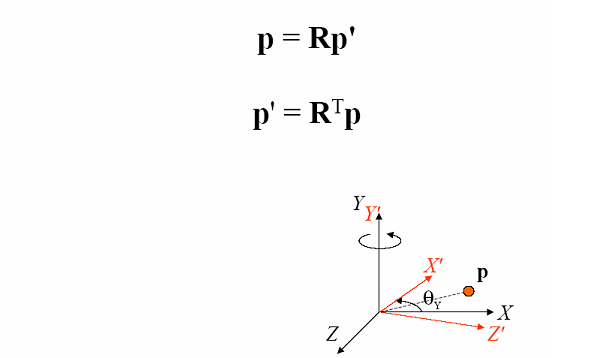 p = Rp'
p' = Rᵀp
Y Y'
X'
p
θY
X
Z'
Z